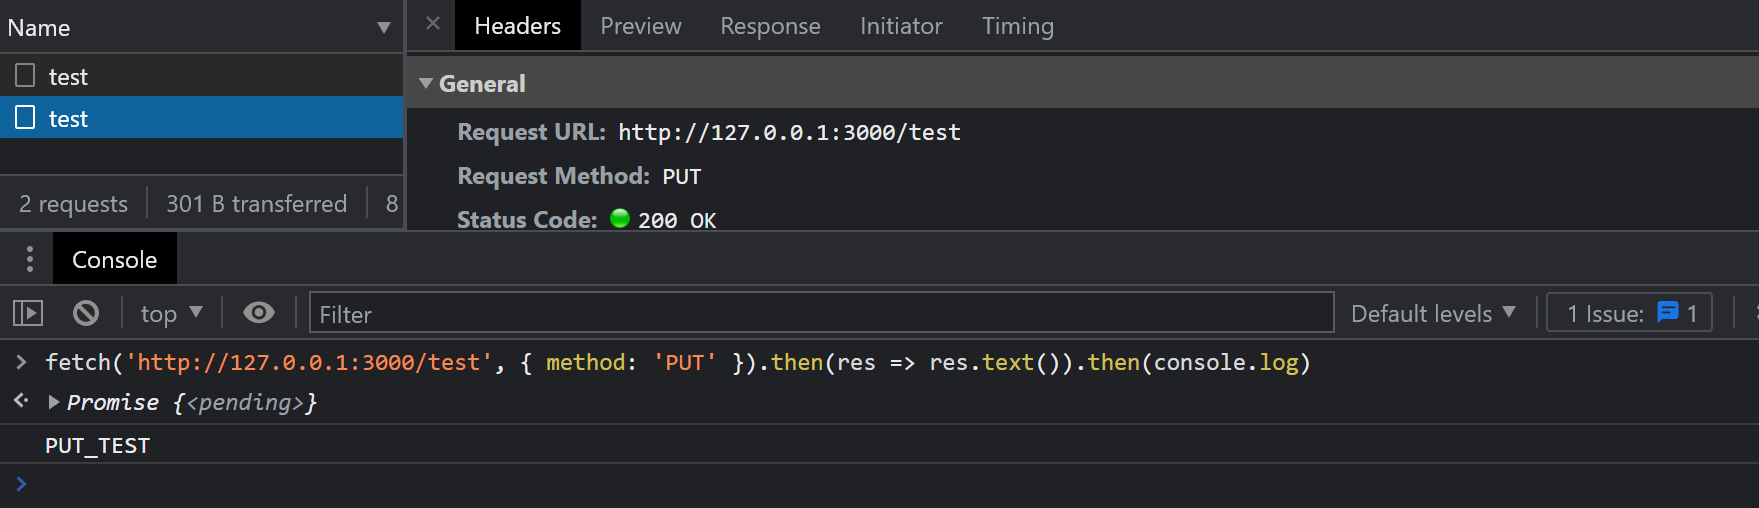 Name
Headers Preview Response Initiator Timing
test
test
2 requests 301 B transferred 8
General
Request URL: http://127.0.0.1:3000/test
Request Method: PUT
Status Code: 200 OK
Console
top Filter Default levels 1 Issue: 1
fetch('http://127.0.0.1:3000/test', { method: 'PUT' }).then(res => res.text()).then(console.log)
Promise {<pending>}
PUT_TEST